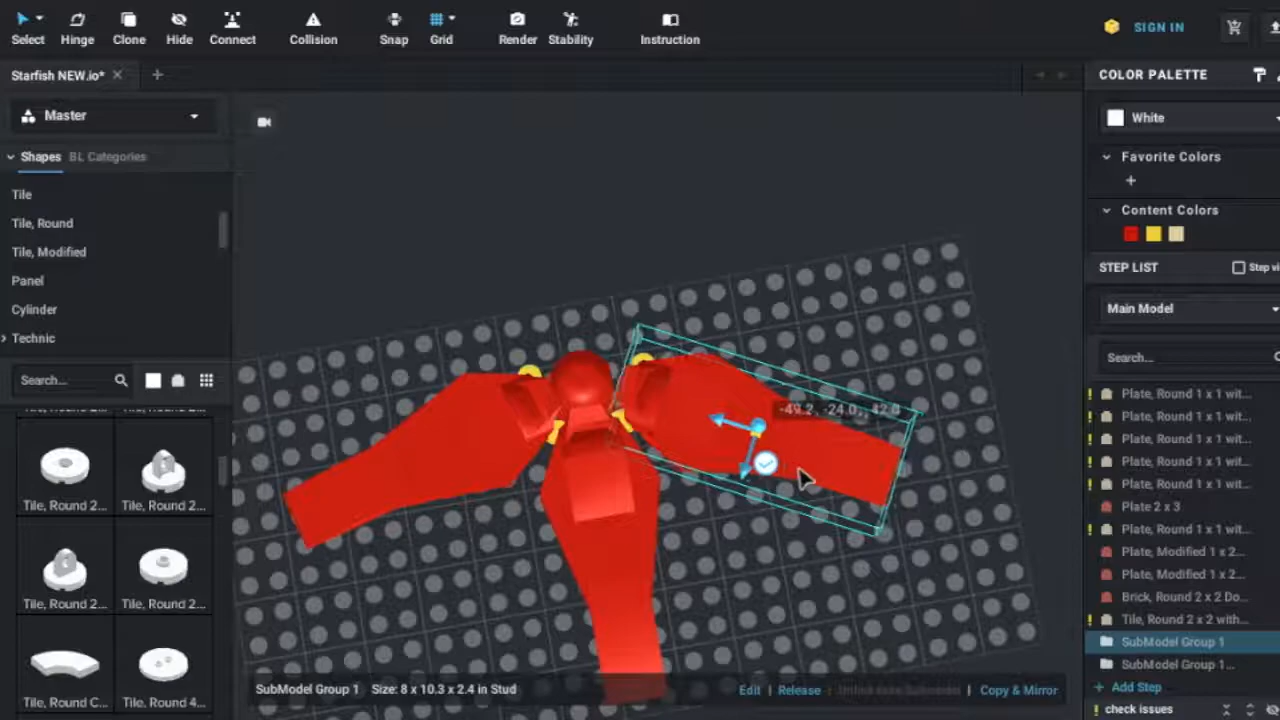 Select Hinge Clone Hide Connect Collision Snap Grid Render Stability Instruction SIGN IN
Starfish NEW.io*
Master
Shapes BL Categories
Tile
Tile, Round
Tile, Modified
Panel
Cylinder
Technic
Search...
Tile, Round 2... Tile, Round 2...
Tile, Round 2... Tile, Round 2...
Tile, Round C... Tile, Round 4...
-49.2, -24.0, 42.0
SubModel Group 1 Size: 8 x 10.3 x 2.4 in Stud Edit | Release | | Copy & Mirror
COLOR PALETTE
White
Favorite Colors
Content Colors
STEP LIST Step vi
Main Model
Search...
Plate, Round 1 x 1 wit...
Plate, Round 1 x 1 wit...
Plate, Round 1 x 1 wit...
Plate, Round 1 x 1 wit...
Plate, Round 1 x 1 wit...
Plate 2 x 3
Plate, Round 1 x 1 wit...
Plate, Modified 1 x 2...
Plate, Modified 1 x 2...
Brick, Round 2 x 2 Do...
Tile, Round 2 x 2 with...
SubModel Group 1
SubModel Group 1...
+ Add Step
check issues